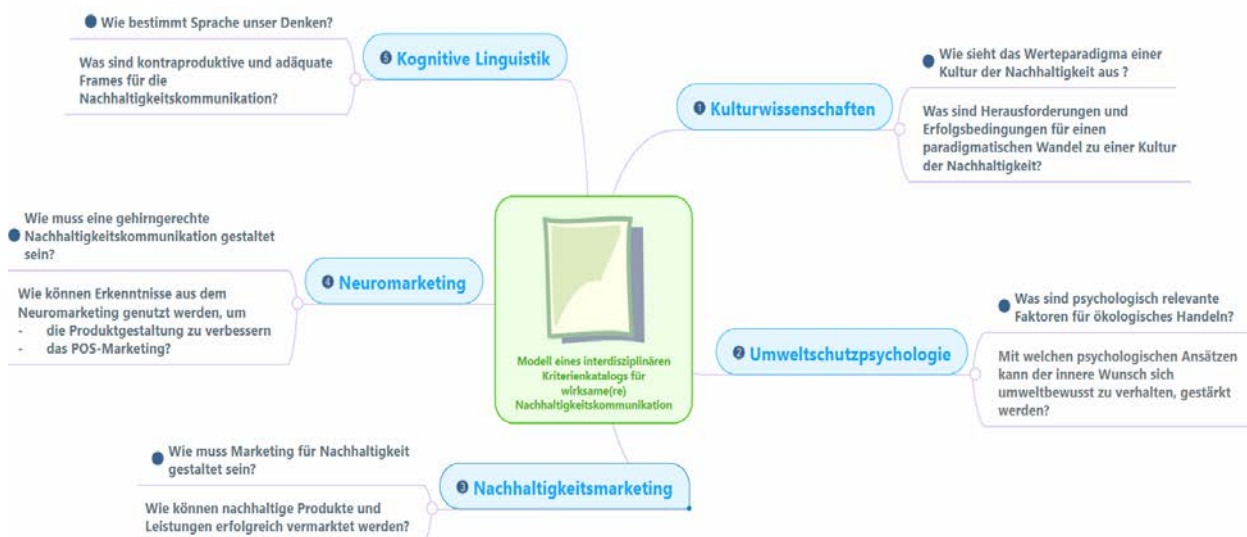 Wie bestimmt Sprache unser Denken?
Was sind kontraproduktive und adäquate
Frames für die
Nachhaltigkeitskommunikation?
5 Kognitive Linguistik
Wie sieht das Werteparadigma einer
Kultur der Nachhaltigkeit aus ?
1 Kulturwissenschaften
Was sind Herausforderungen und
Erfolgsbedingungen für einen
paradigmatischen Wandel zu einer Kultur
der Nachhaltigkeit?
Wie muss eine gehirngerechte
Nachhaltigkeitskommunikation gestaltet
sein?
4 Neuromarketing
Wie können Erkenntnisse aus dem
Neuromarketing genutzt werden, um
- die Produktgestaltung zu verbessern
- das POS-Marketing?
Modell eines interdisziplinären
Kriterienkatalogs für
wirksame(re)
Nachhaltigkeitskommunikation
Was sind psychologisch relevante
Faktoren für ökologisches Handeln?
2 Umweltschutzpsychologie
Mit welchen psychologischen Ansätzen
kann der innere Wunsch sich
umweltbewusst zu verhalten, gestärkt
werden?
Wie muss Marketing für Nachhaltigkeit
gestaltet sein?
3 Nachhaltigkeitsmarketing
Wie können nachhaltige Produkte und
Leistungen erfolgreich vermarktet werden?